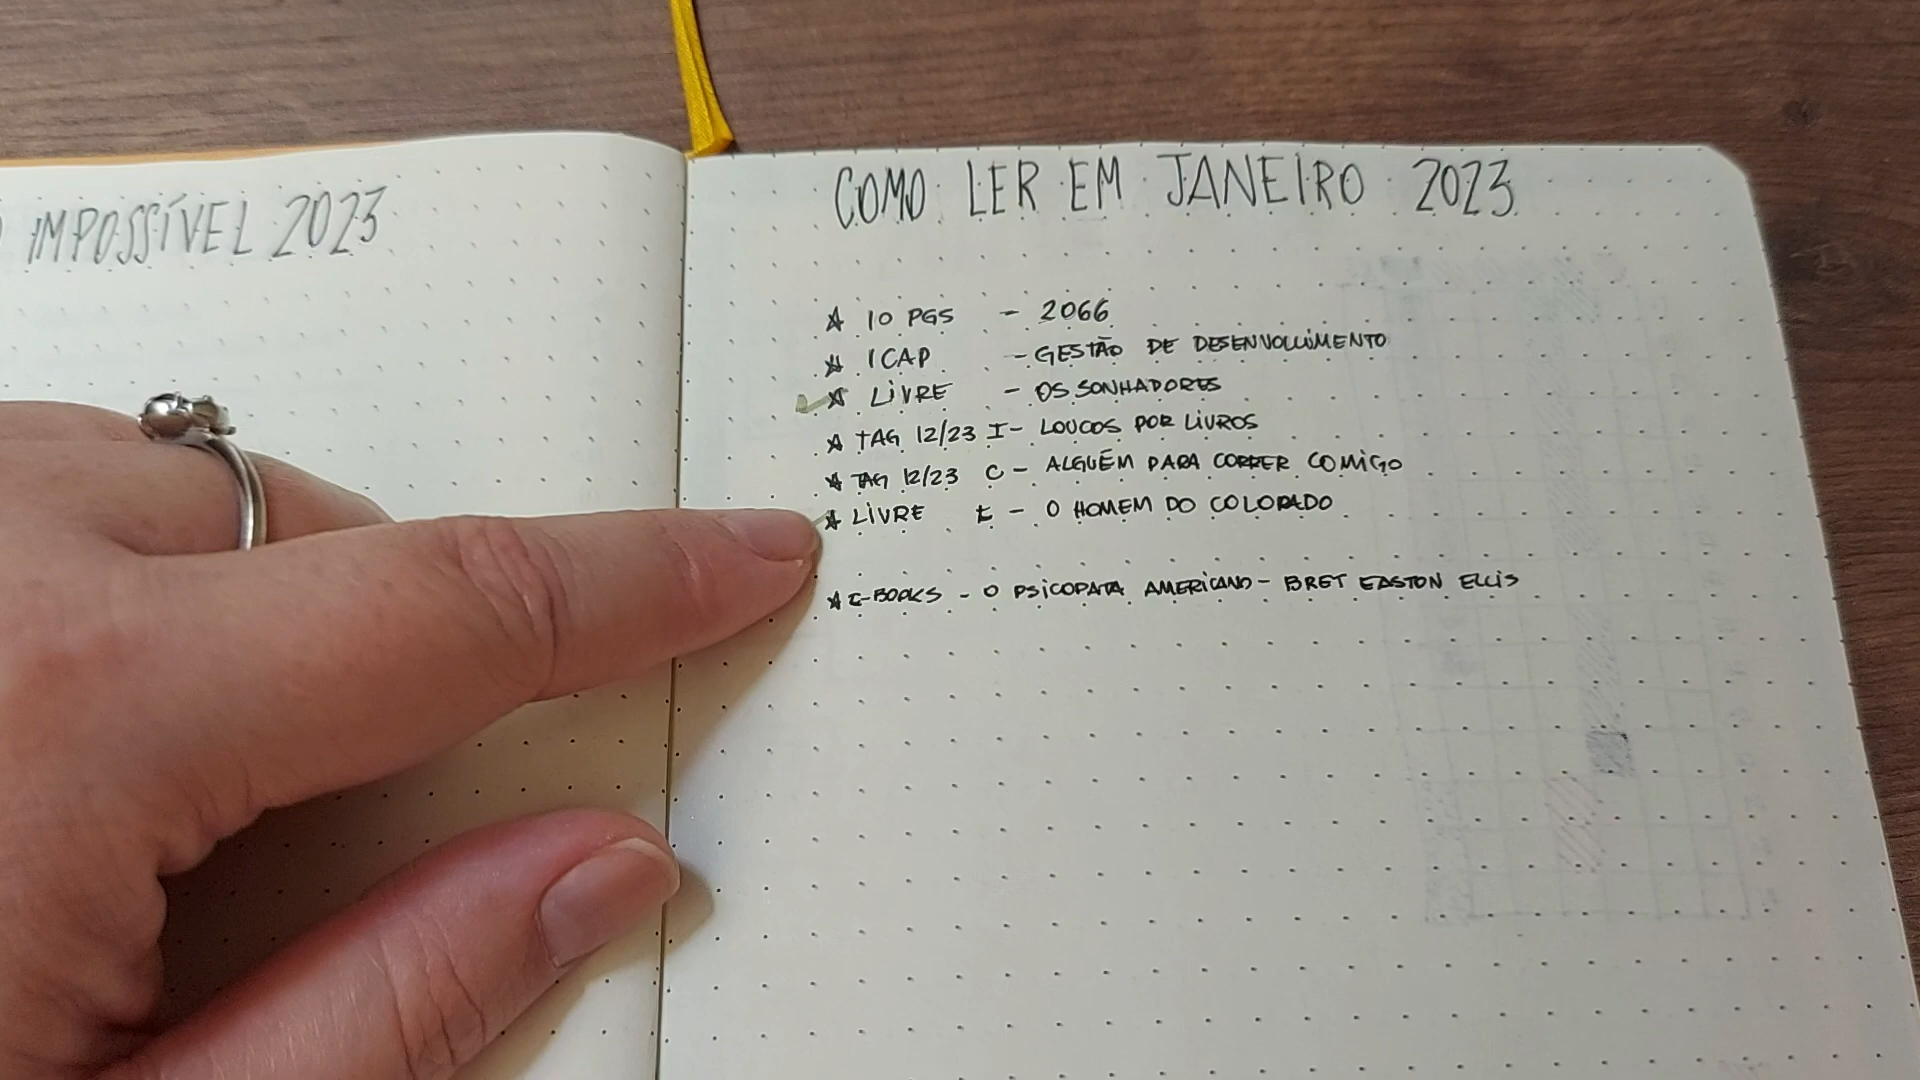 IMPOSSÍVEL 2023
COMO LER EM JANEIRO 2023
10 PGS - 2066
1 CAP - GESTÃO DE DESENVOLVIMENTO
LIVRE - OS SONHADORES
TAG 12/23 I - LOUCOS POR LIVROS
TAG 12/23 C - ALGUÉM PARA CORRER COMIGO
LIVRE E - O HOMEM DO COLORADO
E-BOOKS - O PSICOPATA AMERICANO - BRET EASTON ELLIS